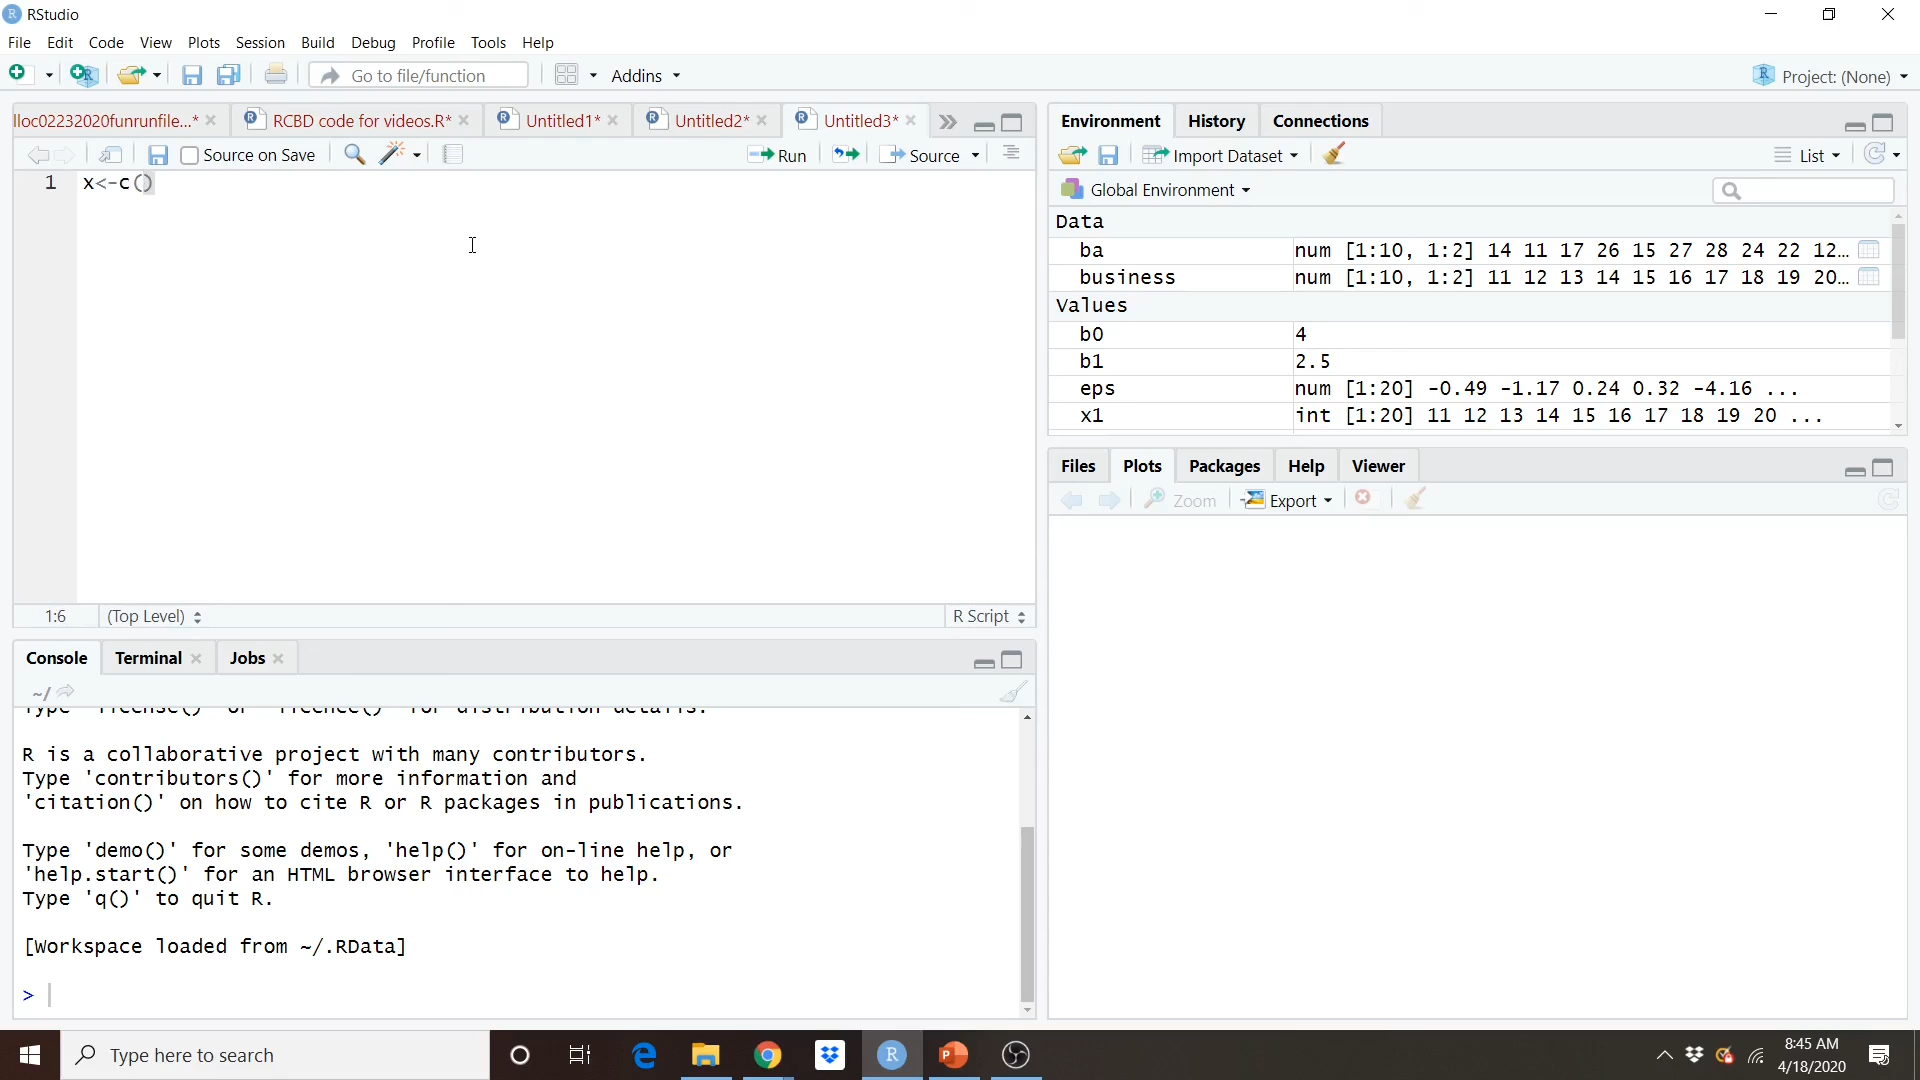 RStudio
File Edit Code View Plots Session Build Debug Profile Tools Help
Go to file/function Addins Project: (None)
lloc02232020funrunfile...* RCBD code for videos.R* Untitled1* Untitled2* Untitled3*
Source on Save Run Source
1 x<-c()
1:6 (Top Level) R Script
Console Terminal Jobs
~/
Type 'license()' or 'licence()' for distribution details.
R is a collaborative project with many contributors.
Type 'contributors()' for more information and
'citation()' on how to cite R or R packages in publications.
Type 'demo()' for some demos, 'help()' for on-line help, or
'help.start()' for an HTML browser interface to help.
Type 'q()' to quit R.
[Workspace loaded from ~/.RData]
>
Environment History Connections
Import Dataset List
Global Environment
Data
ba num [1:10, 1:2] 14 11 17 26 15 27 28 24 22 12...
business num [1:10, 1:2] 11 12 13 14 15 16 17 18 19 20...
Values
b0 4
b1 2.5
eps num [1:20] -0.49 -1.17 0.24 0.32 -4.16 ...
x1 int [1:20] 11 12 13 14 15 16 17 18 19 20 ...
Files Plots Packages Help Viewer
Zoom Export
Type here to search
8:45 AM
4/18/2020